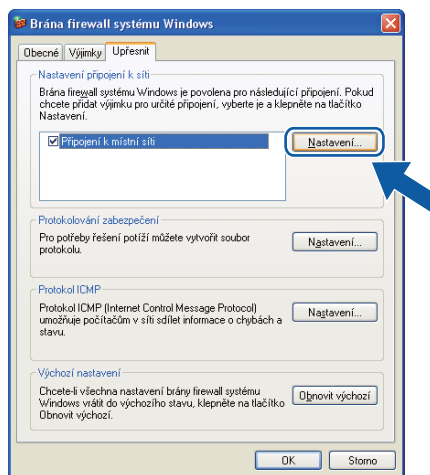 Brána firewall systému Windows
Obecné Výjimky Upřesnit
Nastavení připojení k síti
Brána firewall systému Windows je povolena pro následující připojení. Pokud
chcete přidat výjimku pro určité připojení, vyberte je a klepněte na tlačítko
Nastavení.
Připojení k místní síti
Nastavení...
Protokolování zabezpečení
Pro potřeby řešení potíží můžete vytvořit soubor
protokolu.
Nastavení...
Protokol ICMP
Protokol ICMP (Internet Control Message Protocol)
umožňuje počítačům v síti sdílet informace o chybách a
stavu.
Nastavení...
Výchozí nastavení
Chcete-li všechna nastavení brány firewall systému
Windows vrátit do výchozího stavu, klepněte na tlačítko
Obnovit výchozí.
Obnovit výchozí
OK Storno